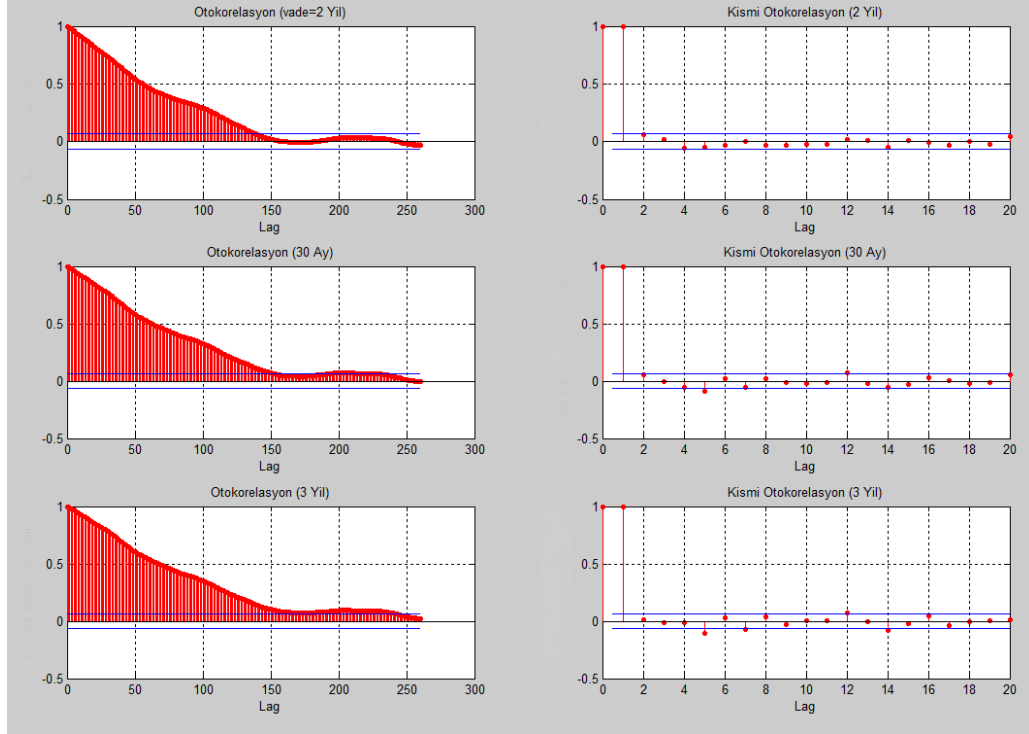 Otokorelasyon (vade=2 Yil)
1
0.5
0
-0.5
0 50 100 150 200 250 300
Lag
Kismi Otokorelasyon (2 Yil)
1
0.5
0
-0.5
0 2 4 6 8 10 12 14 16 18 20
Lag
Otokorelasyon (30 Ay)
1
0.5
0
-0.5
0 50 100 150 200 250 300
Lag
Kismi Otokorelasyon (30 Ay)
1
0.5
0
-0.5
0 2 4 6 8 10 12 14 16 18 20
Lag
Otokorelasyon (3 Yil)
1
0.5
0
-0.5
0 50 100 150 200 250 300
Lag
Kismi Otokorelasyon (3 Yil)
1
0.5
0
-0.5
0 2 4 6 8 10 12 14 16 18 20
Lag